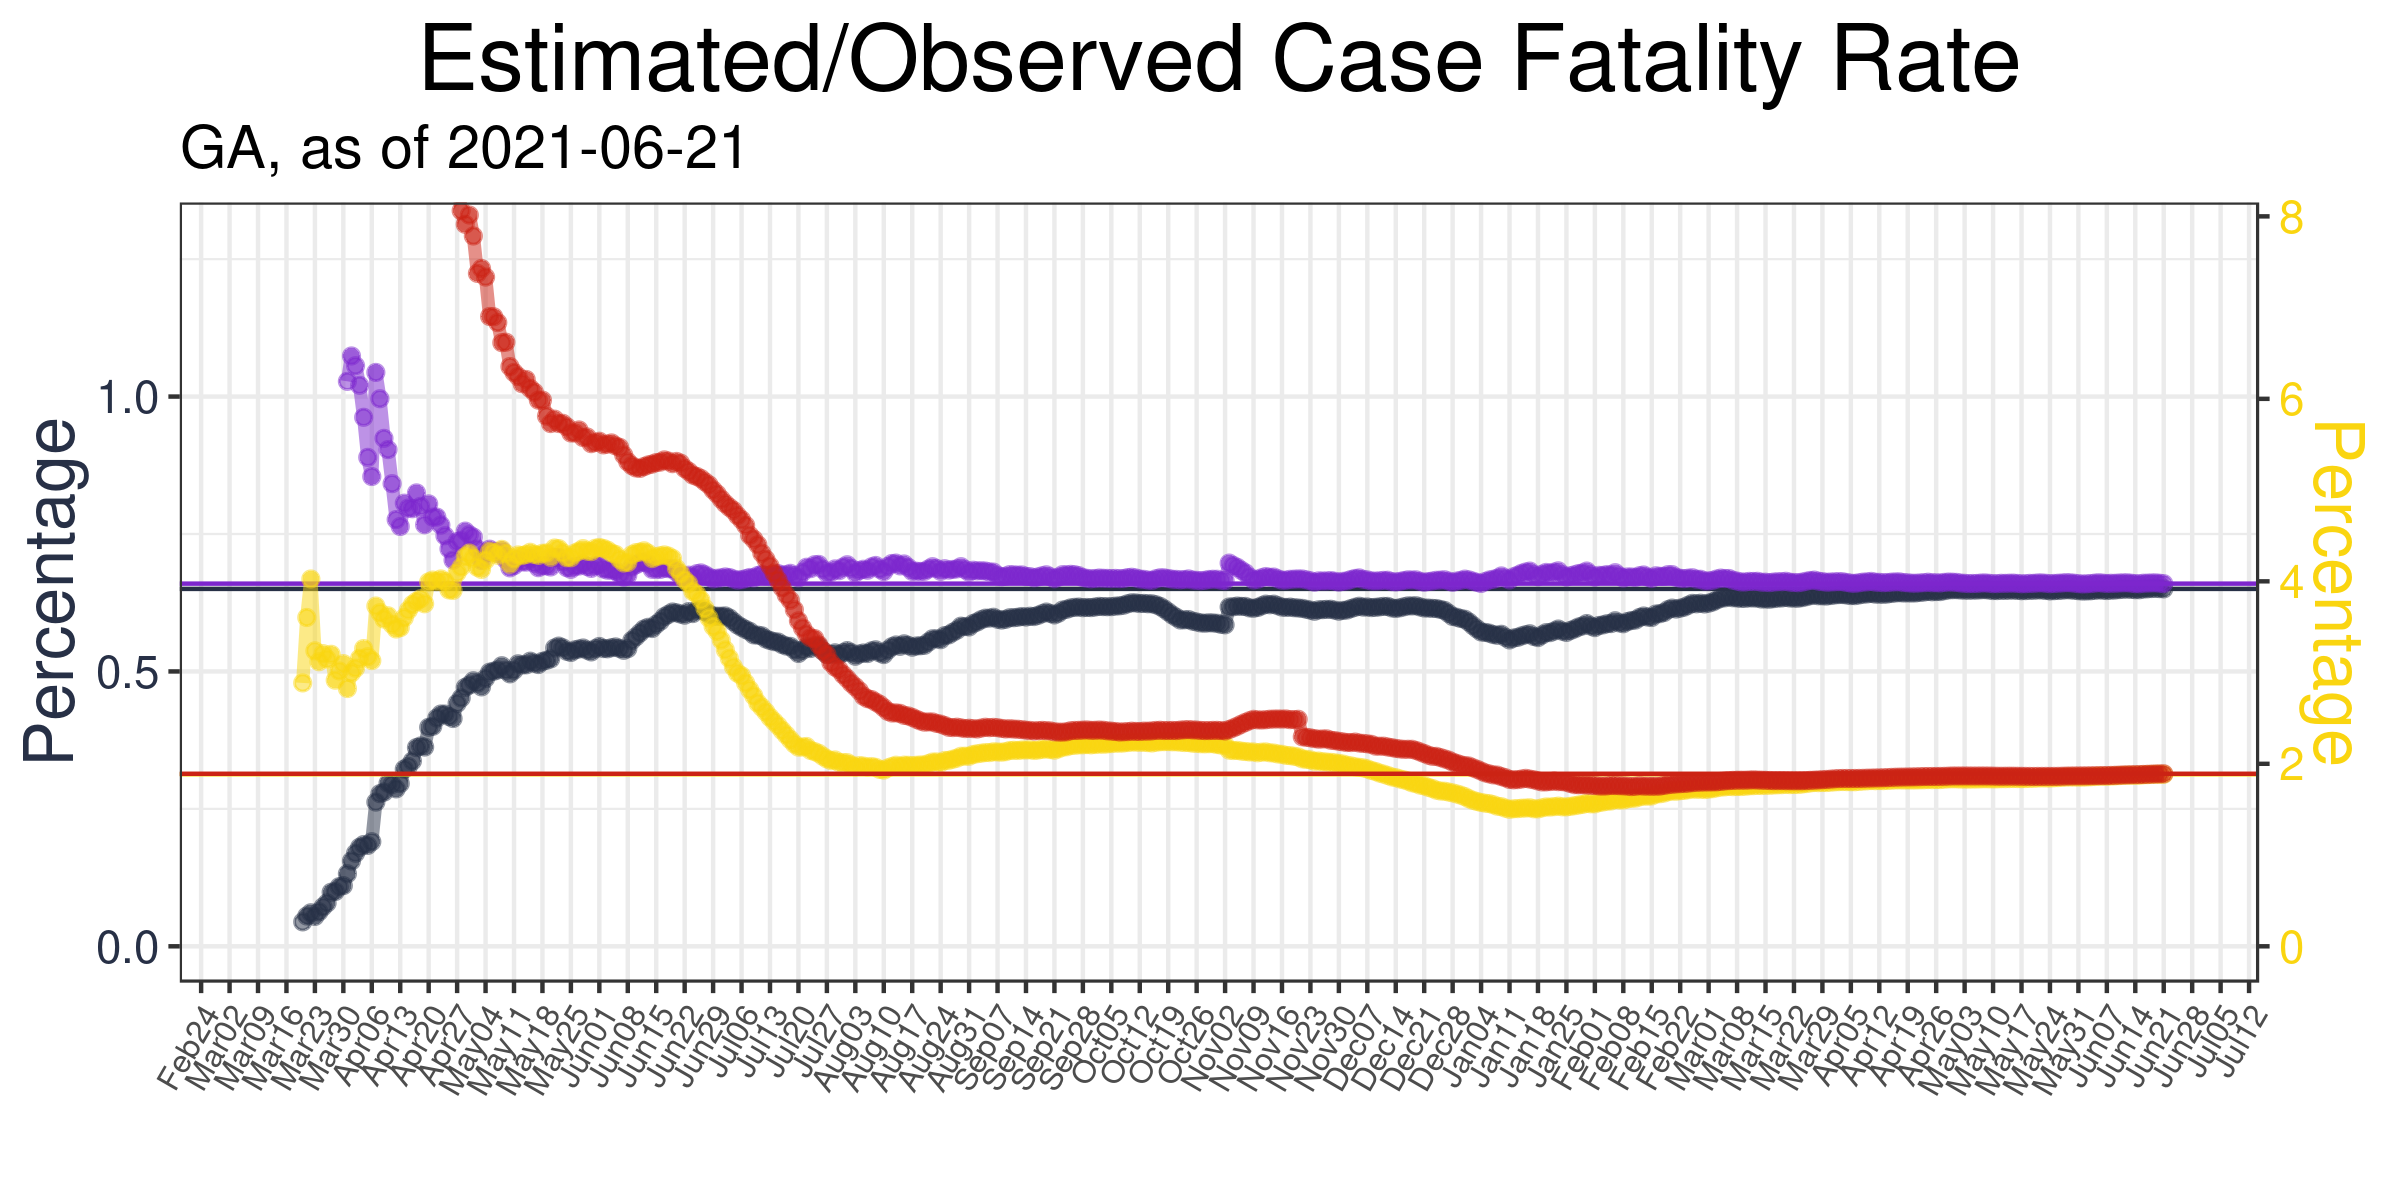 Estimated/Observed Case Fatality Rate
GA, as of 2021-06-21
Percentage
1.0
0.5
0.0
8
6
4
2
0
Percentage
Feb24
Mar02
Mar09
Mar16
Mar23
Mar30
Apr06
Apr13
Apr20
Apr27
May04
May11
May18
May25
Jun01
Jun08
Jun15
Jun22
Jun29
Jul06
Jul13
Jul20
Jul27
Aug03
Aug10
Aug17
Aug24
Aug31
Sep07
Sep14
Sep21
Sep28
Oct05
Oct12
Oct19
Oct26
Nov02
Nov09
Nov16
Nov23
Nov30
Dec07
Dec14
Dec21
Dec28
Jan04
Jan11
Jan18
Jan25
Feb01
Feb08
Feb15
Feb22
Mar01
Mar08
Mar15
Mar22
Mar29
Apr05
Apr12
Apr19
Apr26
May03
May10
May17
May24
May31
May07
Jun14
Jun21
Jun28
Jul05
Jul12